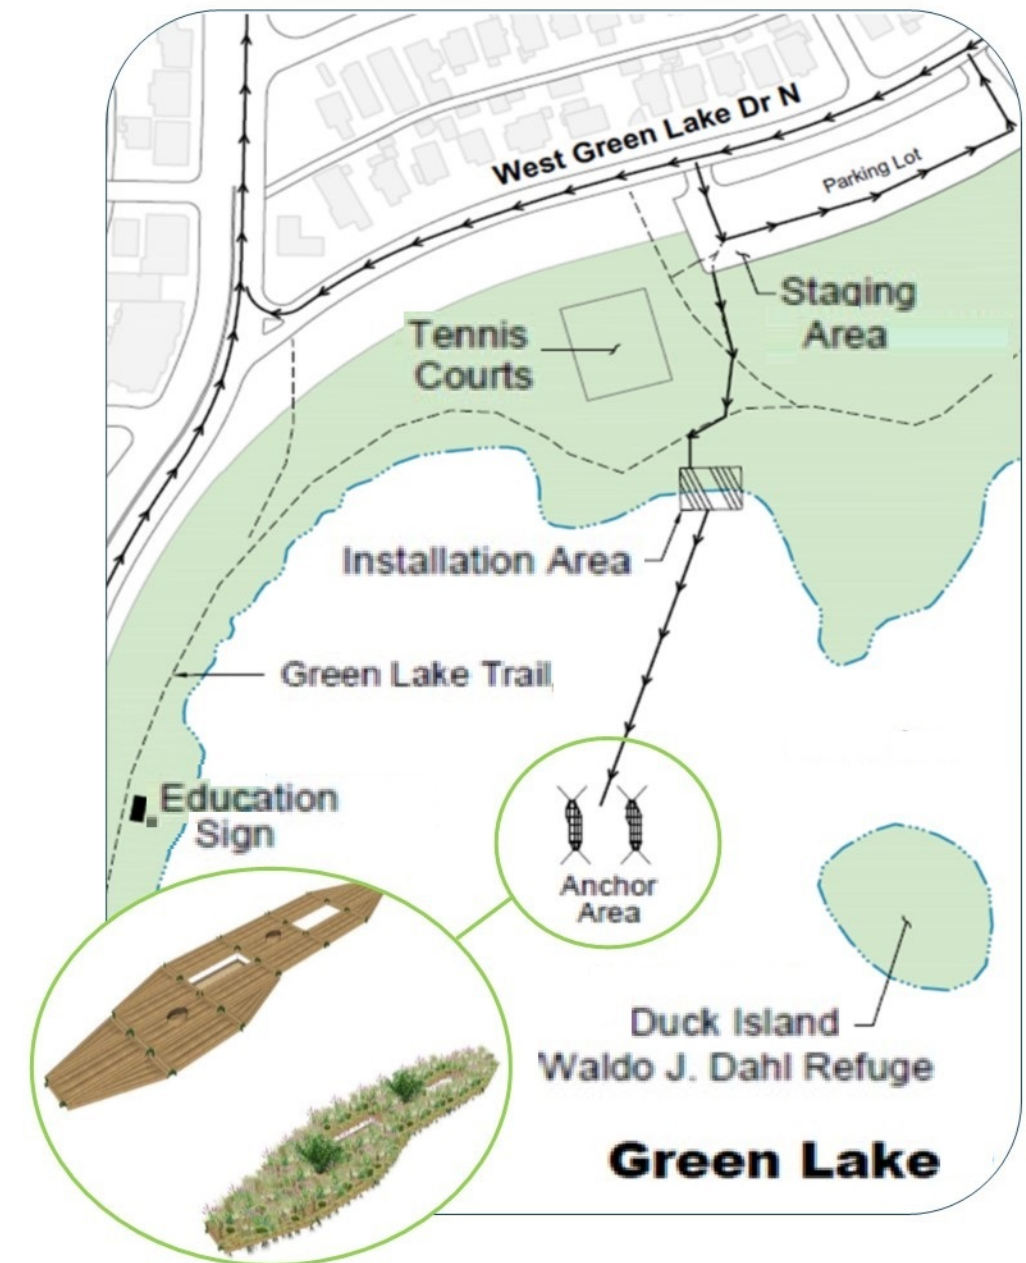 West Green Lake Dr N
Parking Lot
Staging
Area
Tennis
Courts
Installation Area
Green Lake Trail
Education
Sign
Anchor
Area
Duck Island
Waldo J. Dahl Refuge
Green Lake